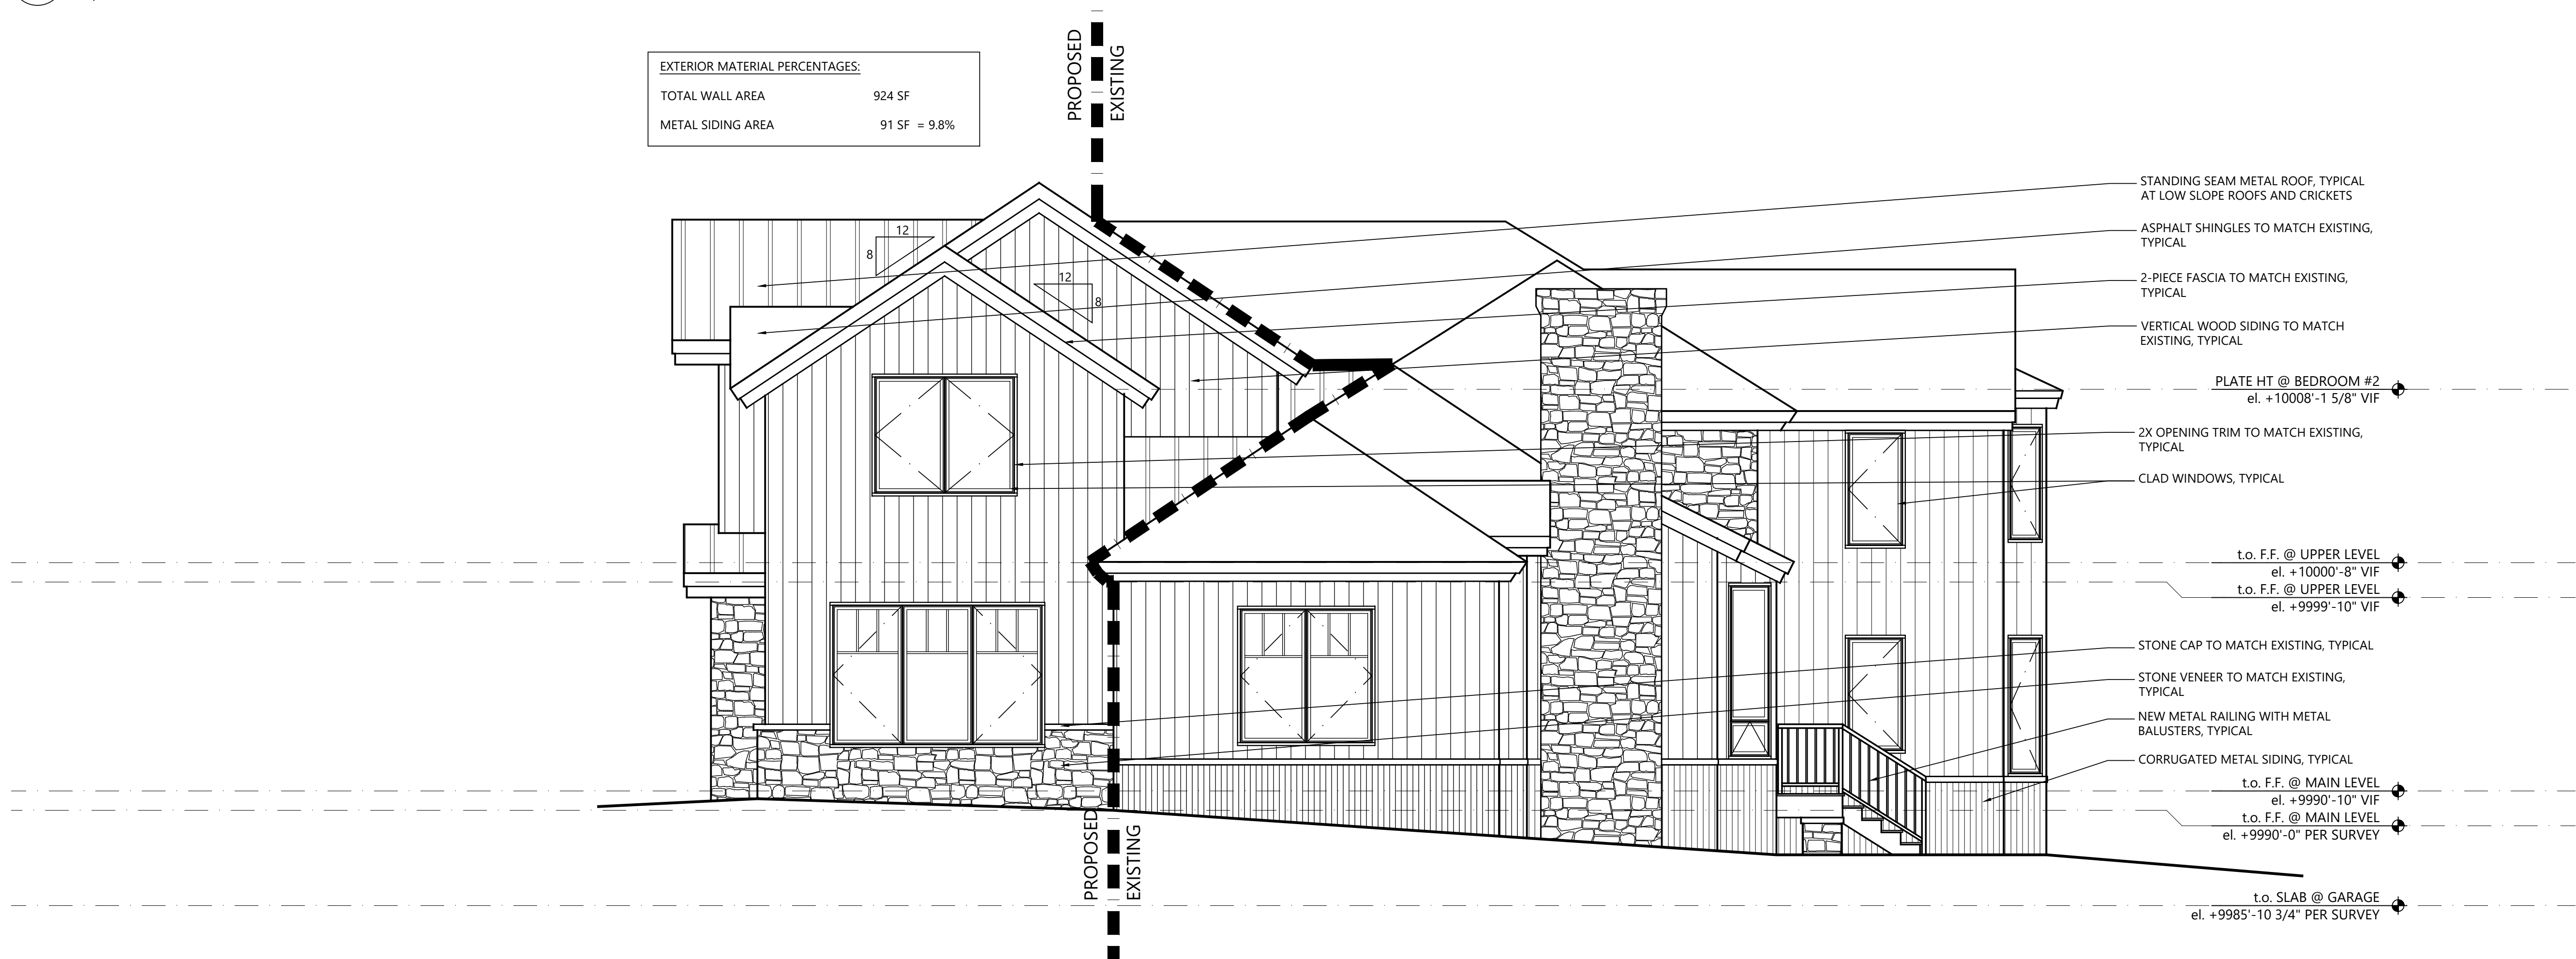 PROPOSED
EXISTING
EXTERIOR MATERIAL PERCENTAGES:
TOTAL WALL AREA 924 SF
METAL SIDING AREA 91 SF = 9.8%
12
8
12
8
STANDING SEAM METAL ROOF, TYPICAL
AT LOW SLOPE ROOFS AND CRICKETS
ASPHALT SHINGLES TO MATCH EXISTING,
TYPICAL
2-PIECE FASCIA TO MATCH EXISTING,
TYPICAL
VERTICAL WOOD SIDING TO MATCH
EXISTING, TYPICAL
PLATE HT @ BEDROOM #2
el. +10008'-1 5/8" VIF
2X OPENING TRIM TO MATCH EXISTING,
TYPICAL
CLAD WINDOWS, TYPICAL
t.o. F.F. @ UPPER LEVEL
el. +10000'-8" VIF
t.o. F.F. @ UPPER LEVEL
el. +9999'-10" VIF
STONE CAP TO MATCH EXISTING, TYPICAL
STONE VENEER TO MATCH EXISTING,
TYPICAL
NEW METAL RAILING WITH METAL
BALUSTERS, TYPICAL
CORRUGATED METAL SIDING, TYPICAL
t.o. F.F. @ MAIN LEVEL
el. +9990'-10" VIF
t.o. F.F. @ MAIN LEVEL
el. +9990'-0" PER SURVEY
PROPOSED
EXISTING
t.o. SLAB @ GARAGE
el. +9985'-10 3/4" PER SURVEY